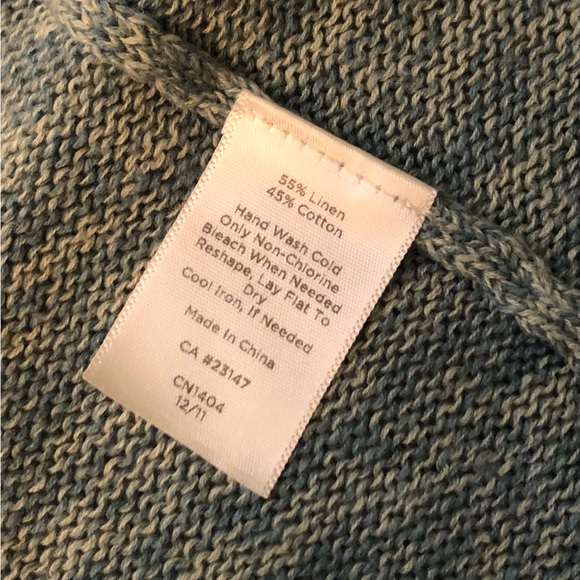 55% Linen
45% Cotton
Hand Wash Cold
Only Non-Chlorine
Bleach When Needed
Reshape, Lay Flat To
Dry
Cool Iron, If Needed
Made In China
CA #23147
CN1404
12/11